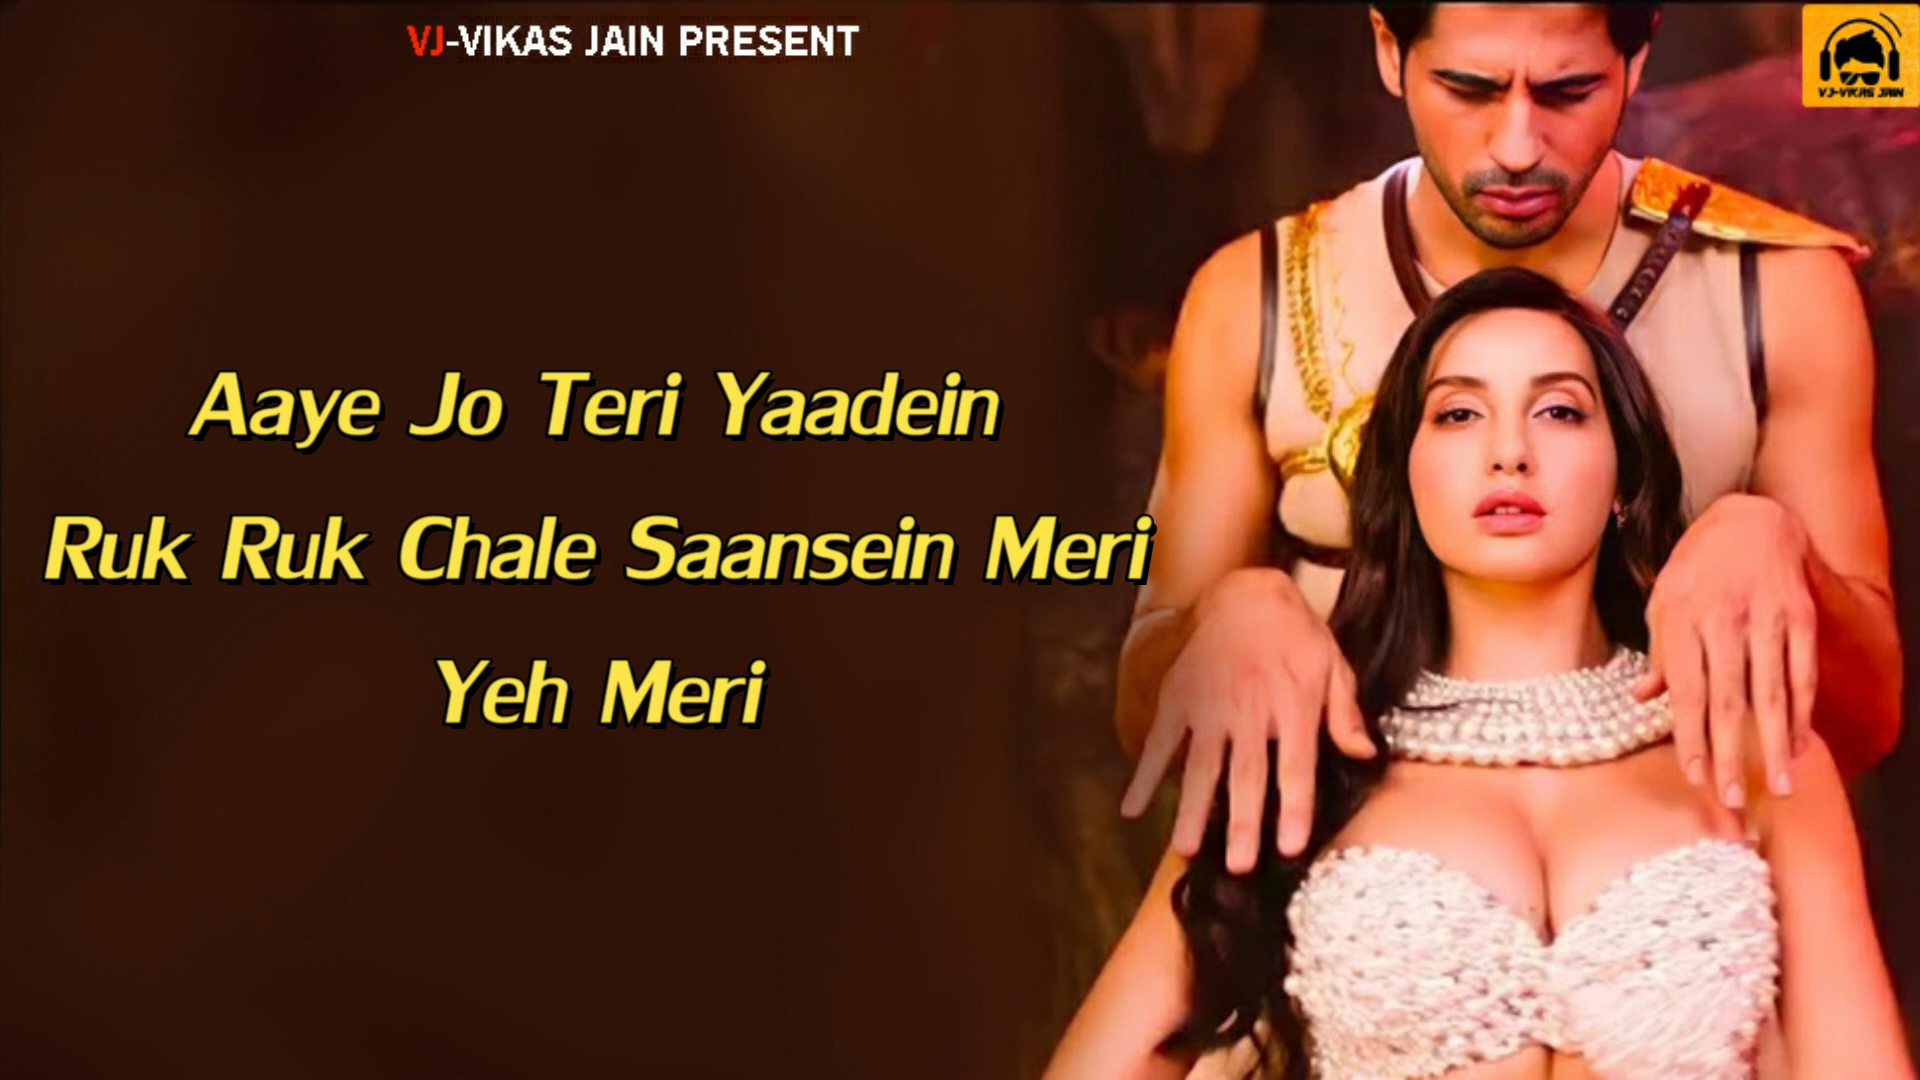 VJ-VIKAS JAIN PRESENT
VJ-VIKAS JAIN
Aaye Jo Teri Yaadein
Ruk Ruk Chale Saansein Meri
Yeh Meri